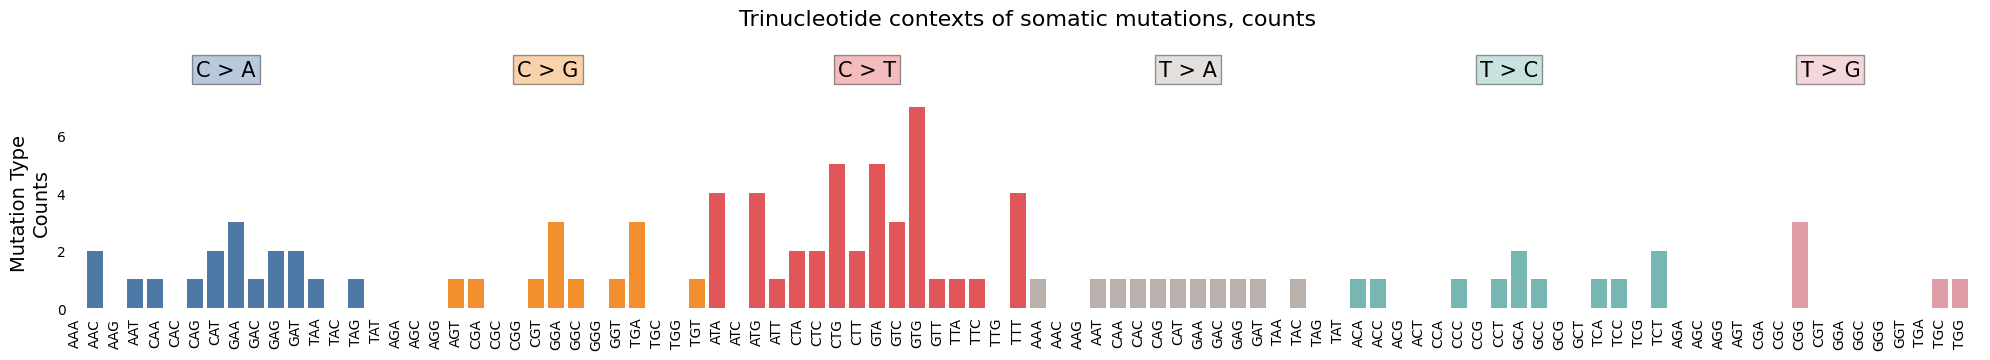 Trinucleotide contexts of somatic mutations, counts
C > A C > G C > T T > A T > C T > G
Mutation Type
Counts
6
4
2
0
AAA AAC AAG AAT CAA CAC CAG CAT GAA GAC GAG GAT TAA TAC TAG TAT AGA AGC AGG AGT CGA CGC CGG CGT GGA GGC GGG GGT TGA TGC TGG TGT ATA ATC ATG ATT CTA CTC CTG CTT GTA GTC GTG GTT TTA TTC TTG TTT AAA AAC AAG AAT CAA CAC CAG CAT GAA GAC GAG GAT TAA TAC TAG TAT ACA ACC ACG ACT CCA CCC CCG CCT GCA GCC GCG GCT TCA TCC TCG TCT AGA AGC AGG AGT CGA CGC CGG CGT GGA GGC GGG GGT TGA TGC TGG